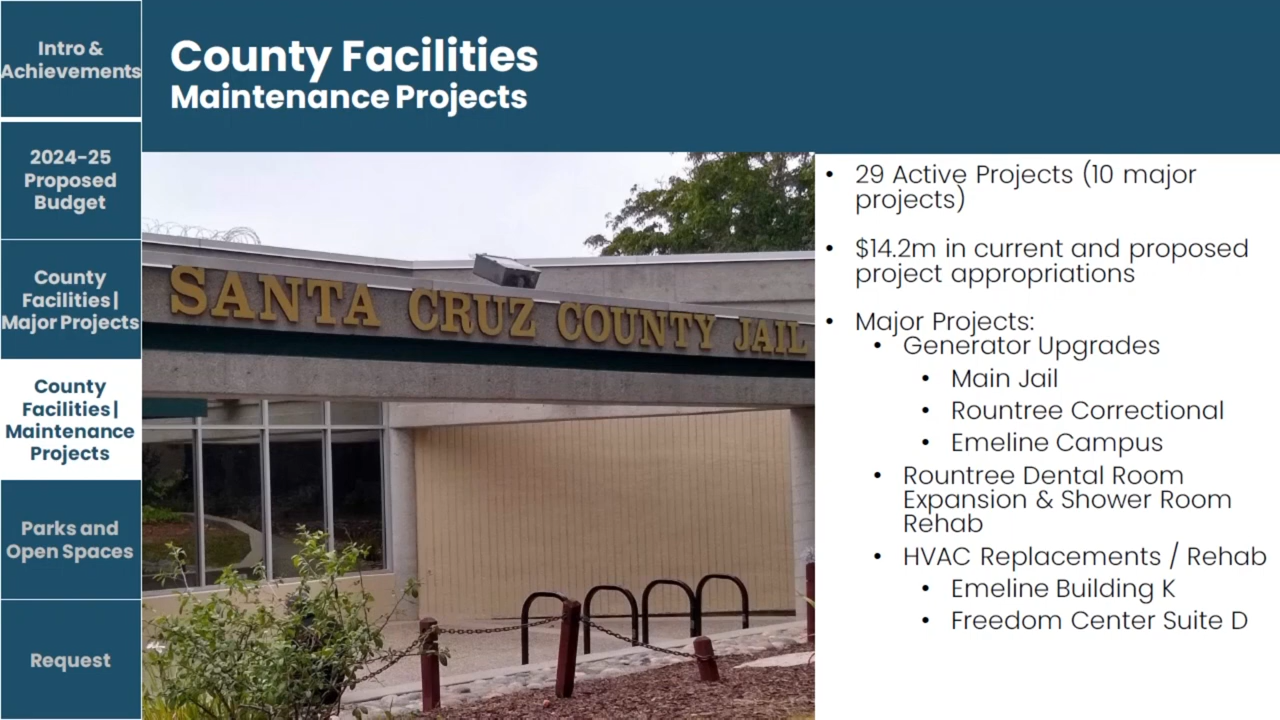 Intro &
Achievements
2024-25
Proposed
Budget
County
Facilities|
Major Projects
County
Facilities|
Maintenance
Projects
Parks and
Open Spaces
Request
County Facilities
Maintenance Projects
SANTA CRUZ COUNTY JAIL
• 29 Active Projects (10 major
projects)
• $14.2m in current and proposed
project appropriations
• Major Projects:
• Generator Upgrades
• Main Jail
• Rountree Correctional
• Emeline Campus
• Rountree Dental Room
Expansion & Shower Room
Rehab
• HVAC Replacements / Rehab
• Emeline Building K
• Freedom Center Suite D